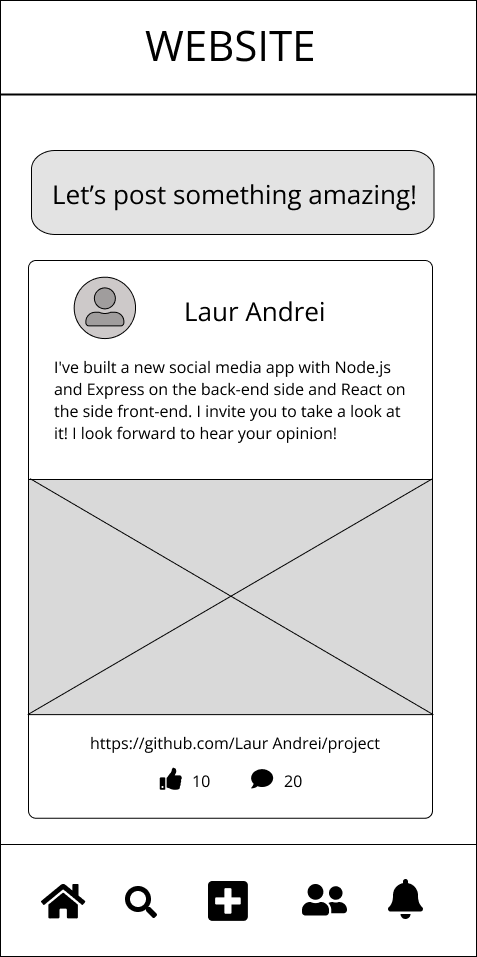 WEBSITE
Let’s post something amazing!
Laur Andrei
I've built a new social media app with Node.js
and Express on the back-end side and React on
the side front-end. I invite you to take a look at
it! I look forward to hear your opinion!
https://github.com/Laur Andrei/project
10 20